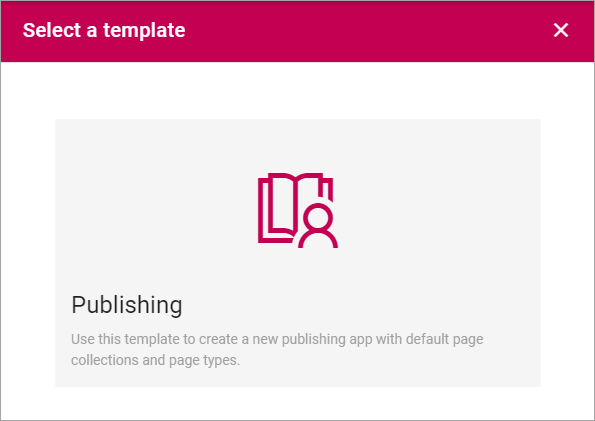 Select a template
Publishing
Use this template to create a new publishing app with default page
collections and page types.